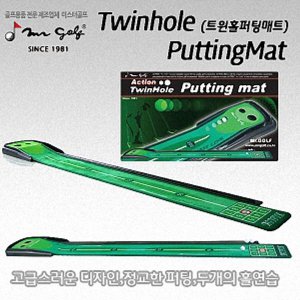 골프용품 전문 제조업체 미스터골프
Mr Golf
SINCE 1981
Twinhole (트윈홀퍼팅매트)
PuttingMat
Action
TwinHole Putting mat
MR GOLF
고급스러운 디자인,정교한 퍼팅,두개의 홀연습